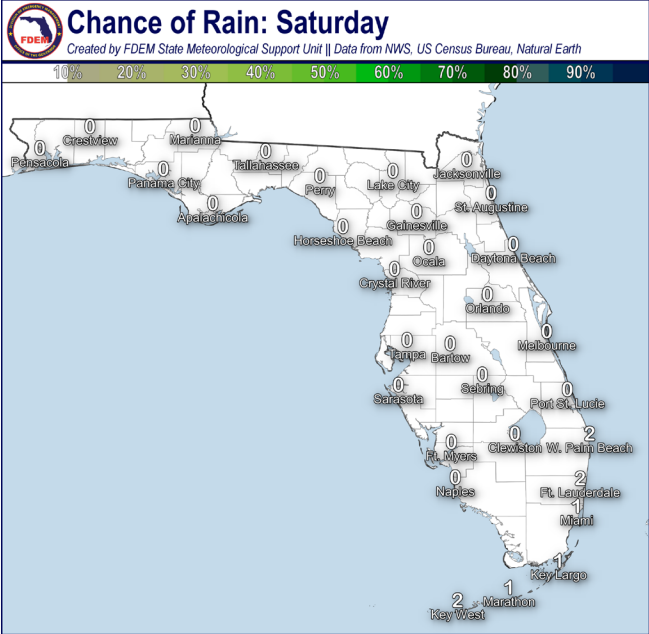 Chance of Rain: Saturday
Created by FDEM State Meteorological Support Unit || Data from NWS, US Census Bureau, Natural Earth
FDEM
10% 20% 30% 40% 50% 60% 70% 80% 90%
0
Crestview
0
Marianna
0
Pensacola
0
Tallahassee
0
Jacksonville
0
Panama City
0
Perry
0
Lake City
0
St. Augustine
0
Apalachicola
0
Gainesville
0
Horseshoe Beach
0
Ocala
0
Daytona Beach
0
Crystal River
0
Orlando
0
Melbourne
0
Tampa
0
Bartow
0
Sebring
0
Sarasota
0
Port St. Lucie
0
Clewiston
2
W. Palm Beach
0
Ft. Myers
0
Naples
2
Ft. Lauderdale
1
Miami
1
Key Largo
1
Marathon
2
Key West